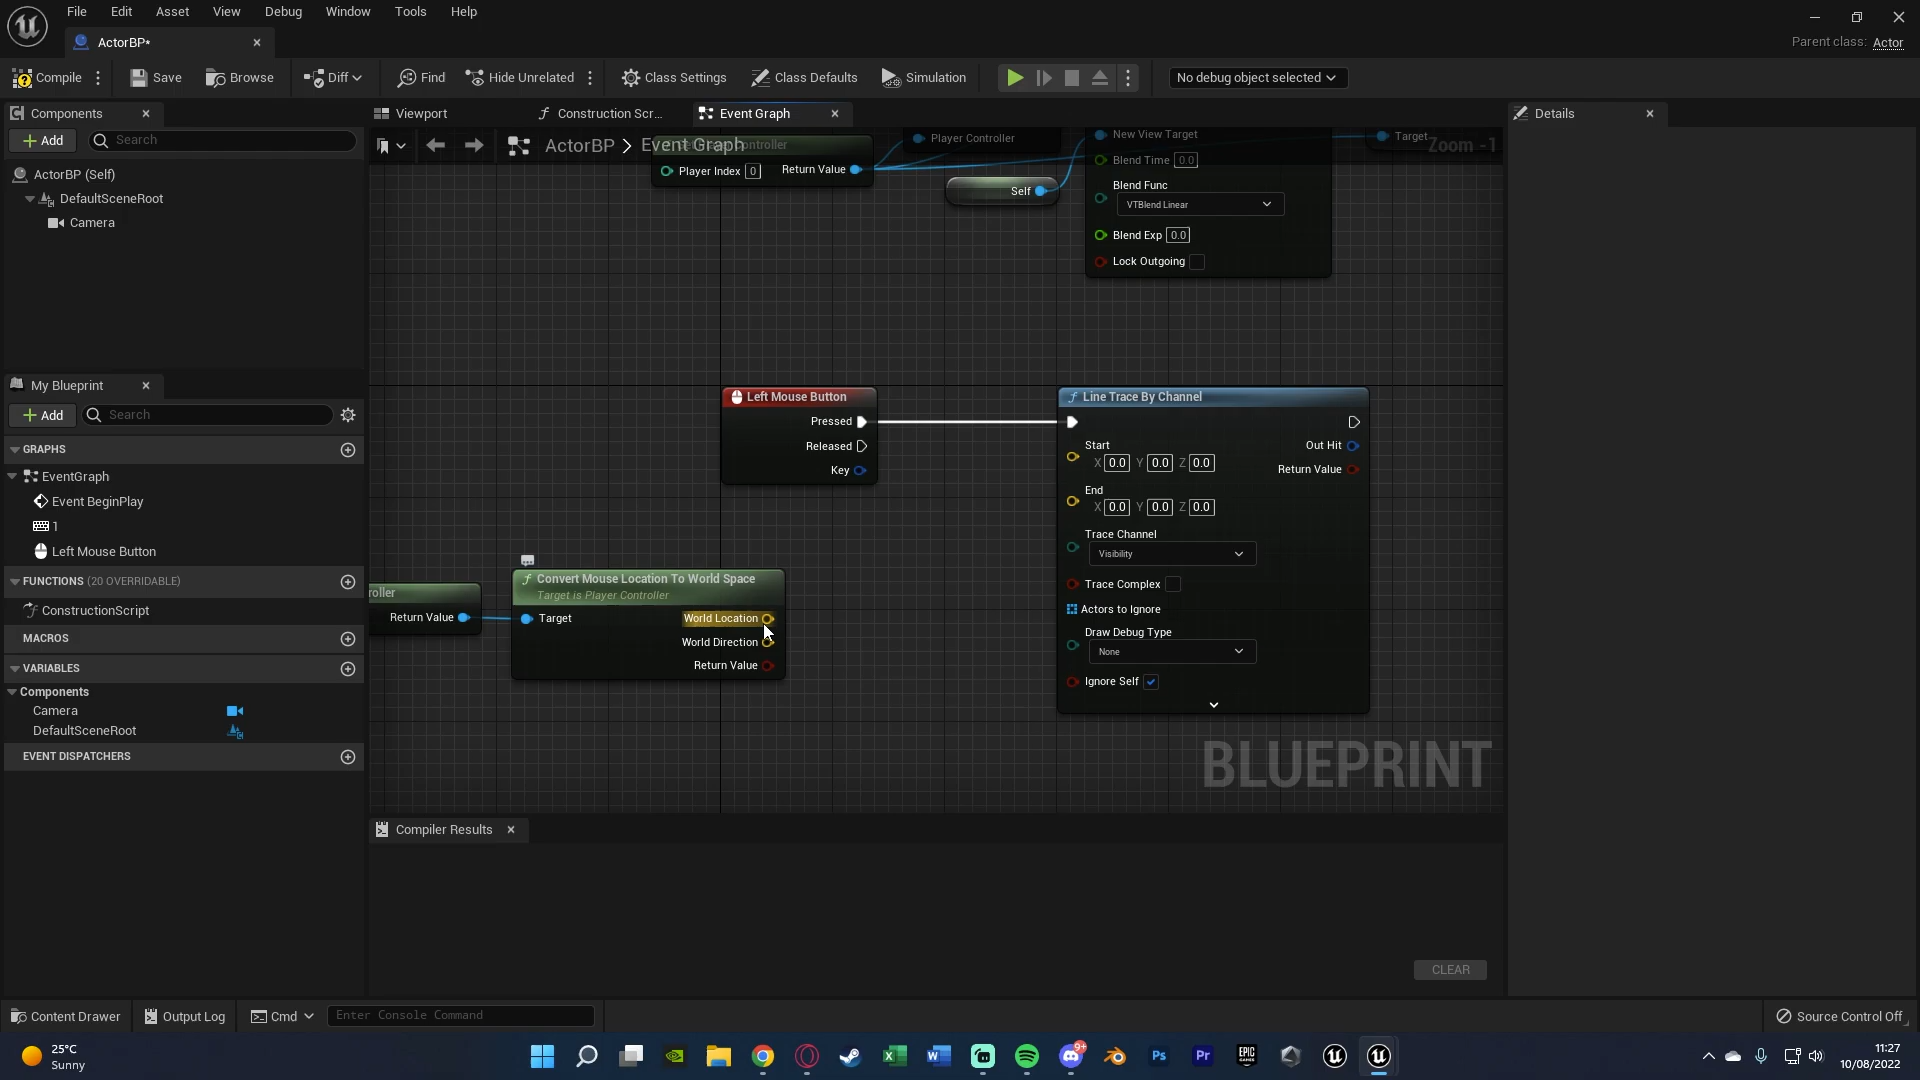 File Edit Asset View Debug Window Tools Help
ActorBP*
Parent class: Actor
Compile Save Browse Diff Find Hide Unrelated Class Settings Class Defaults Simulation No debug object selected
Components
Add Search
ActorBP (Self)
DefaultSceneRoot
Camera
My Blueprint
Add Search
GRAPHS
EventGraph
Event BeginPlay
1
Left Mouse Button
FUNCTIONS (20 OVERRIDABLE)
ConstructionScript
MACROS
VARIABLES
Components
Camera
DefaultSceneRoot
EVENT DISPATCHERS
Viewport Construction Scr... Event Graph
ActorBP > Event Graph
Zoom -1
Player Index 0 Return Value
Player Controller
Self
New View Target
Blend Time 0.0
Blend Func
VTBlend Linear
Blend Exp 0.0
Lock Outgoing
Target
Left Mouse Button
Pressed
Released
Key
Line Trace By Channel
Start
X 0.0 Y 0.0 Z 0.0
Out Hit
Return Value
End
X 0.0 Y 0.0 Z 0.0
Trace Channel
Visibility
Trace Complex
Actors to Ignore
Draw Debug Type
None
Ignore Self
roller
Return Value
Convert Mouse Location To World Space
Target is Player Controller
Target World Location
World Direction
Return Value
BLUEPRINT
Compiler Results
CLEAR
Details
Content Drawer Output Log Cmd Enter Console Command Source Control Off
25°C
Sunny
9+
Ps
Pr
EPIC
GAMES
11:27
10/08/2022